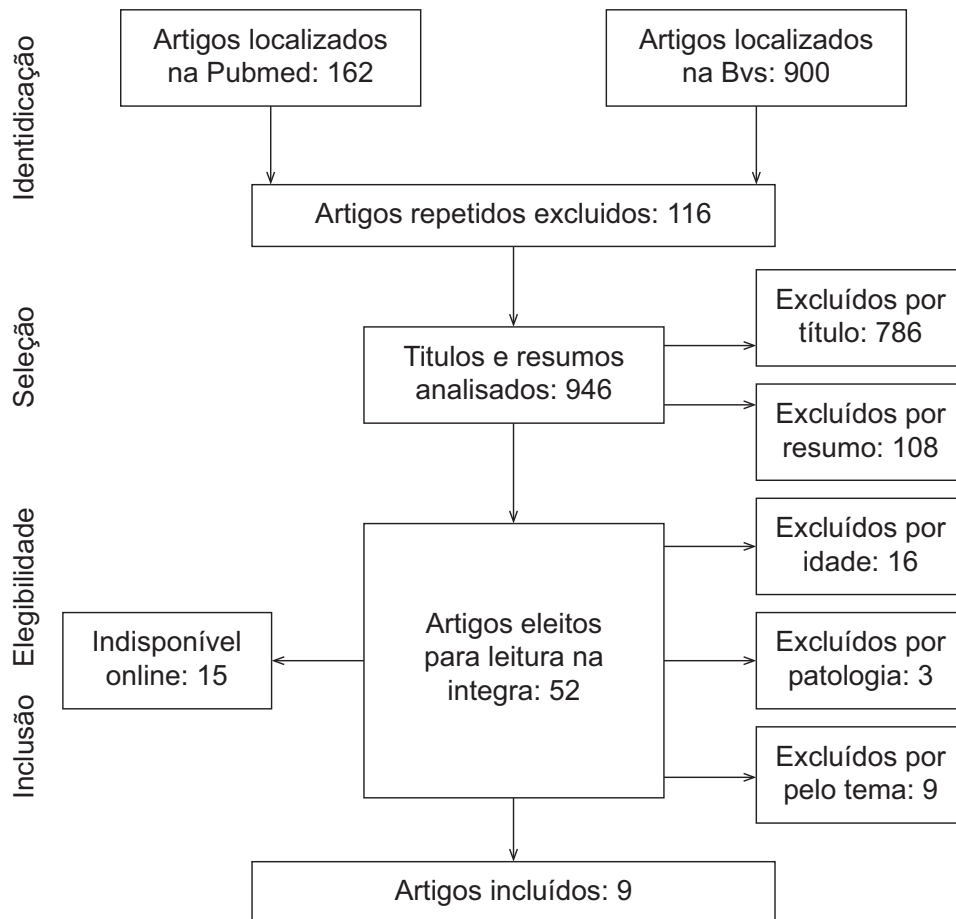 Identidicação
Artigos localizados
na Pubmed: 162
Artigos localizados
na Bvs: 900
Artigos repetidos excluidos: 116
Seleção
Titulos e resumos
analisados: 946
Excluídos por
título: 786
Excluídos por
resumo: 108
Elegibilidade
Artigos eleitos
para leitura na
integra: 52
Excluídos por
idade: 16
Indisponível
online: 15
Excluídos por
patologia: 3
Inclusão
Excluídos por
pelo tema: 9
Artigos incluídos: 9